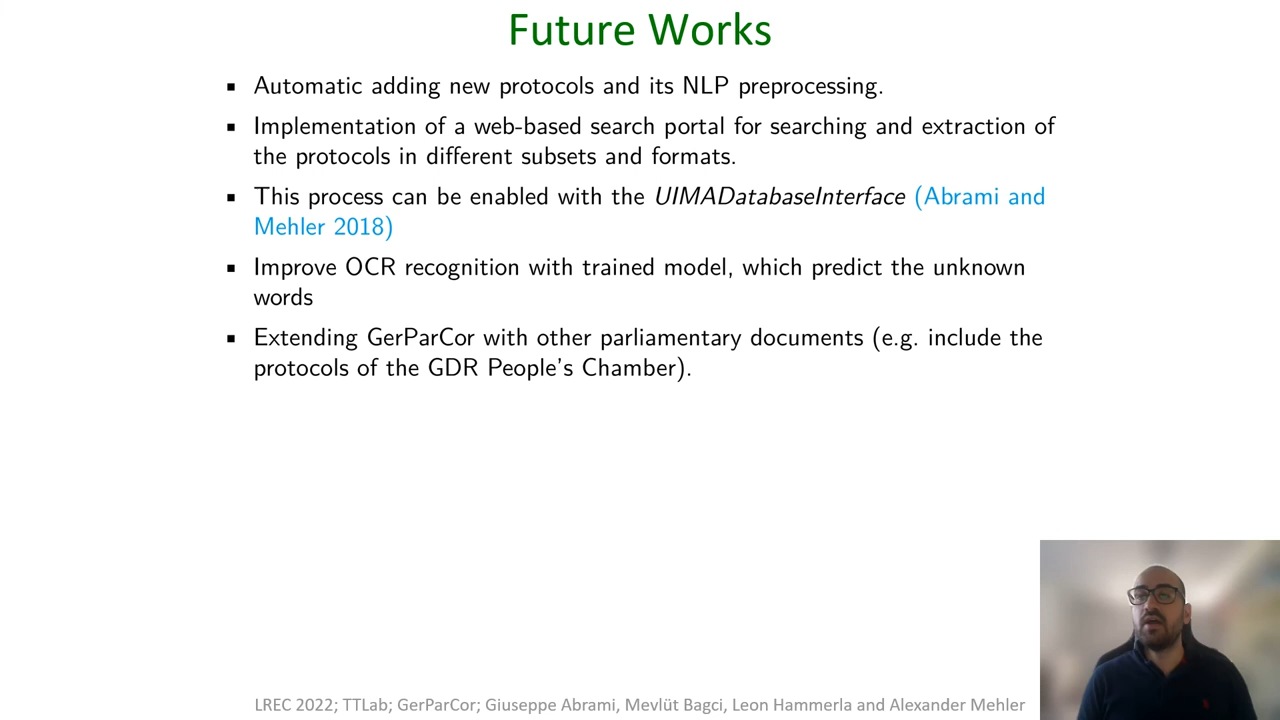 Future Works
▪ Automatic adding new protocols and its NLP preprocessing.
▪ Implementation of a web-based search portal for searching and extraction of
the protocols in different subsets and formats.
▪ This process can be enabled with the UIMADatabaseInterface (Abrami and
Mehler 2018)
▪ Improve OCR recognition with trained model, which predict the unknown
words
▪ Extending GerParCor with other parliamentary documents (e.g. include the
protocols of the GDR People's Chamber).
LREC 2022; TTLab; GerParCor; Giuseppe Abrami, Mevlüt Bagci, Leon Hammerla and Alexander Mehler